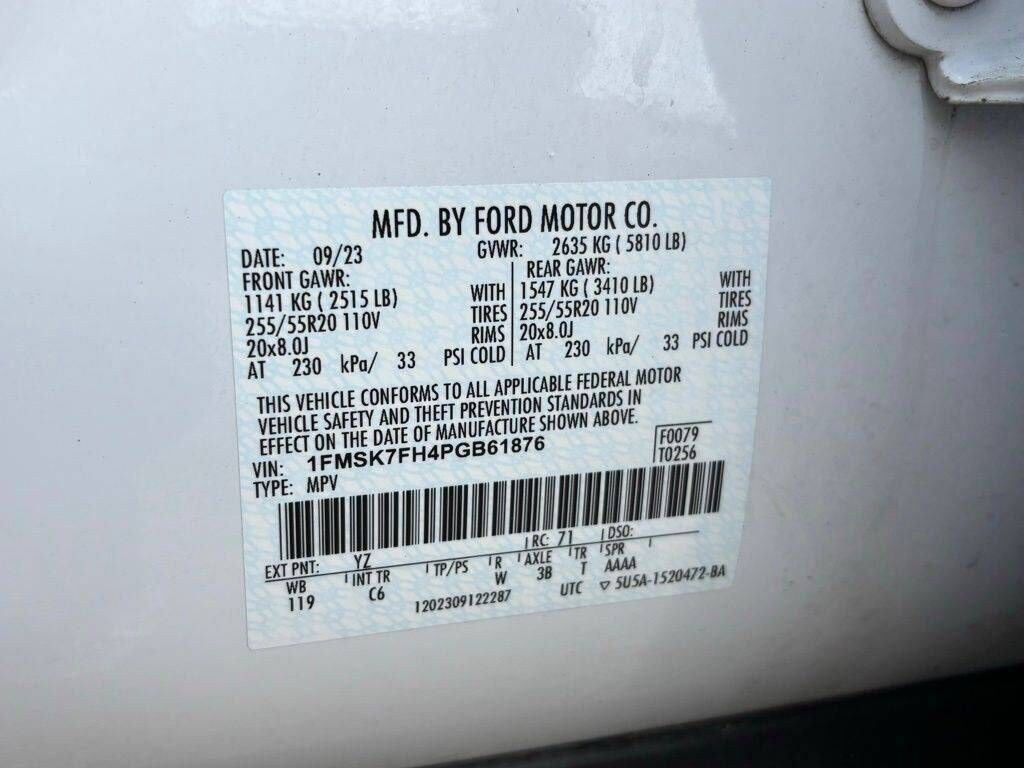 MFD. BY FORD MOTOR CO.
DATE: 09/23 GVWR: 2635 KG ( 5810 LB)
FRONT GAWR: REAR GAWR:
1141 KG ( 2515 LB) WITH 1547 KG ( 3410 LB) WITH
255/55R20 110V TIRES 255/55R20 110V TIRES
20x8.0J RIMS 20x8.0J RIMS
AT 230 kPa/ 33 PSI COLD AT 230 kPa/ 33 PSI COLD
THIS VEHICLE CONFORMS TO ALL APPLICABLE FEDERAL MOTOR
VEHICLE SAFETY AND THEFT PREVENTION STANDARDS IN
EFFECT ON THE DATE OF MANUFACTURE SHOWN ABOVE.
VIN: 1FMSK7FH4PGB61876 F0079
TYPE: MPV T0256
EXT PNT: YZ RC: 71 DSO:
WB INT TR TP/PS R AXLE TR SPR
119 C6 W 3B T AAAA
1202309122287 UTC ▽ 5U5A-1520472-BA